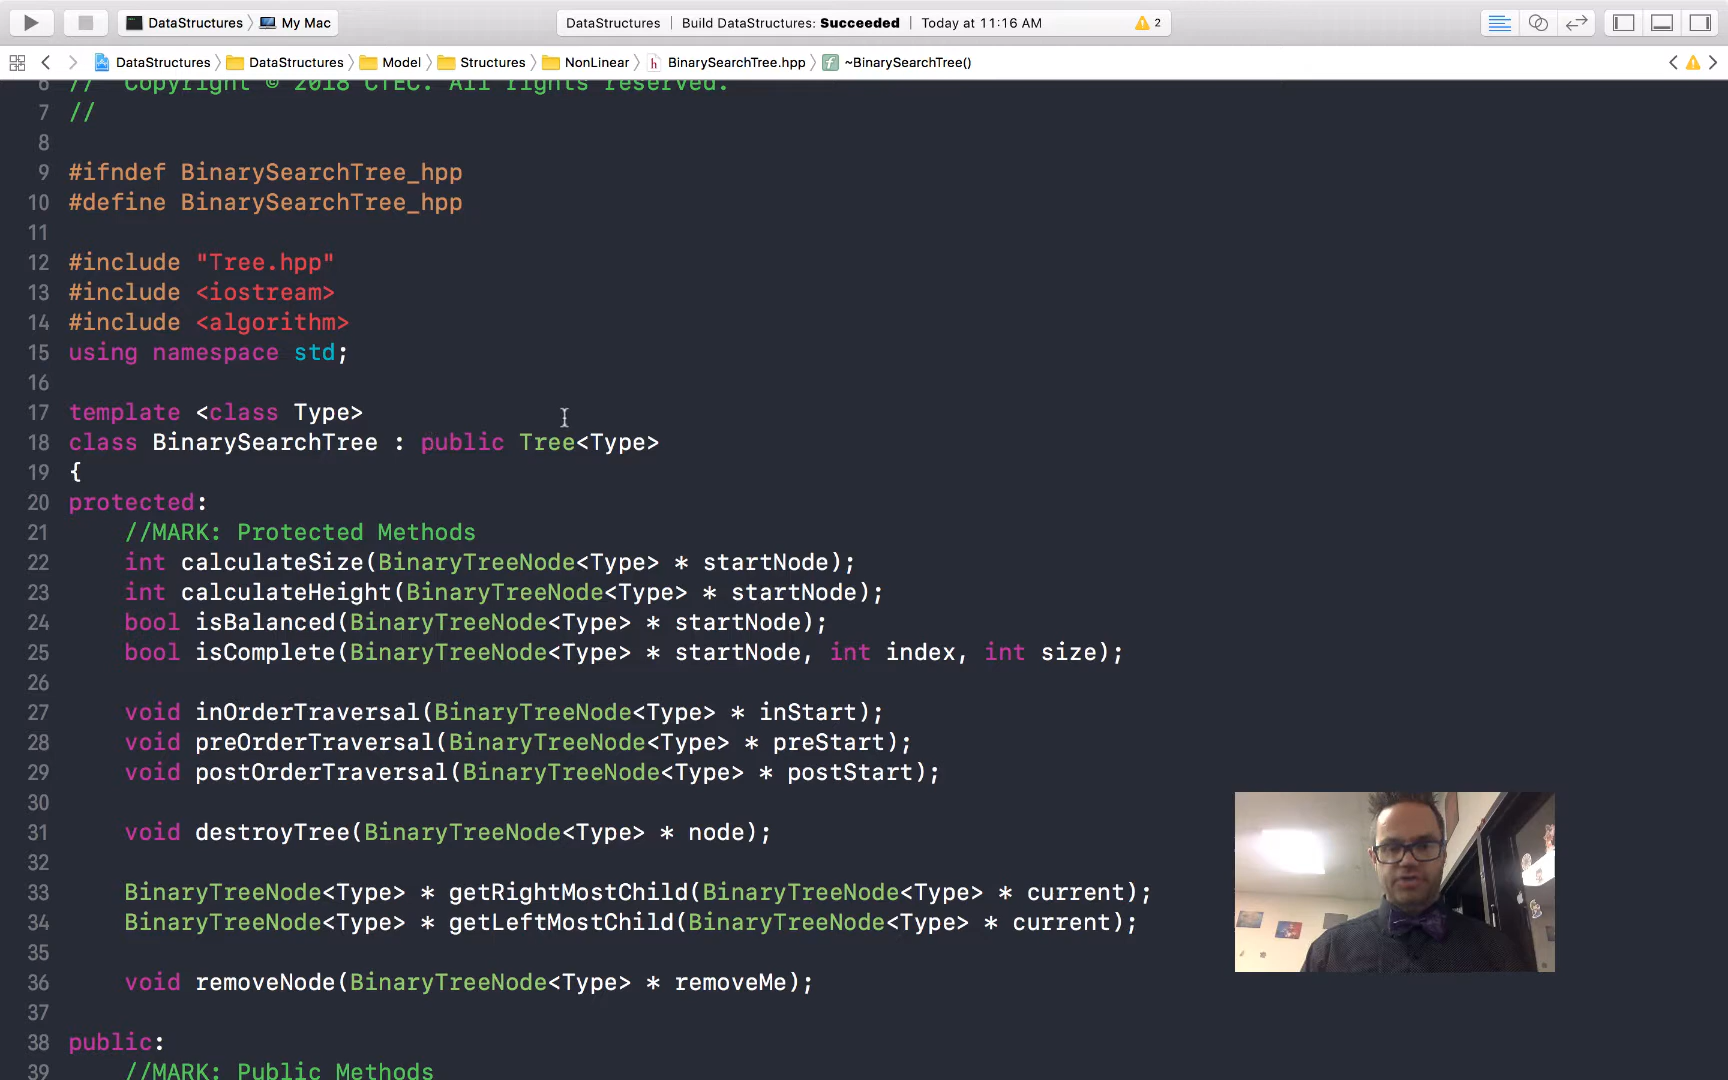 DataStructures My Mac DataStructures | Build DataStructures: Succeeded | Today at 11:16 AM 2
DataStructures DataStructures Model Structures NonLinear BinarySearchTree.hpp ~BinarySearchTree()
6 // Copyright © 2018 CTEC. All rights reserved.
7 //
8
9 #ifndef BinarySearchTree_hpp
10 #define BinarySearchTree_hpp
11
12 #include "Tree.hpp"
13 #include <iostream>
14 #include <algorithm>
15 using namespace std;
16
17 template <class Type>
18 class BinarySearchTree : public Tree<Type>
19 {
20 protected:
21 //MARK: Protected Methods
22 int calculateSize(BinaryTreeNode<Type> * startNode);
23 int calculateHeight(BinaryTreeNode<Type> * startNode);
24 bool isBalanced(BinaryTreeNode<Type> * startNode);
25 bool isComplete(BinaryTreeNode<Type> * startNode, int index, int size);
26
27 void inOrderTraversal(BinaryTreeNode<Type> * inStart);
28 void preOrderTraversal(BinaryTreeNode<Type> * preStart);
29 void postOrderTraversal(BinaryTreeNode<Type> * postStart);
30
31 void destroyTree(BinaryTreeNode<Type> * node);
32
33 BinaryTreeNode<Type> * getRightMostChild(BinaryTreeNode<Type> * current);
34 BinaryTreeNode<Type> * getLeftMostChild(BinaryTreeNode<Type> * current);
35
36 void removeNode(BinaryTreeNode<Type> * removeMe);
37
38 public:
39 //MARK: Public Methods